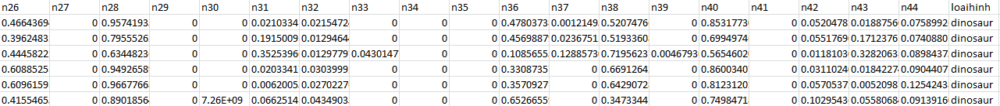 n26 n27 n28 n29 n30 n31 n32 n33 n34 n35 n36 n37 n38 n39 n40 n41 n42 n43 n44 loaihinh
0.4664369 0 0.9574193 0 0 0.0210334 0.0215472 0 0 0 0.4780373 0.0012149 0.5207476 0 0.8531773 0 0.0520478 0.0188756 0.0758992 dinosaur
0.3962483 0 0.7955526 0 0 0.1915009 0.0129464 0 0 0 0.4569887 0.0236751 0.5193360 0 0.6994974 0 0.0551769 0.1712376 0.0740880 dinosaur
0.4445822 0 0.6344823 0 0 0.3525396 0.0129779 0.0430147 0 0 0.1085655 0.1288573 0.7195623 0.0046793 0.5654602 0 0.0118103 0.3282063 0.0898437 dinosaur
0.6088525 0 0.9492658 0 0 0.0203341 0.0303999 0 0 0 0.3308735 0 0.6691264 0 0.8600340 0 0.0311024 0.0184227 0.0904407 dinosaur
0.6096159 0 0.9667766 0 0 0.0062005 0.0270227 0 0 0 0.3570927 0 0.6429072 0 0.8123120 0 0.0570537 0.0052098 0.1254243 dinosaur
0.4155465 0 0.8901856 0 7.26E+09 0.0662514 0.0434903 0 0 0 0.6526655 0 0.3473344 0 0.7498471 0 0.1029543 0.0558068 0.0913916 dinosaur